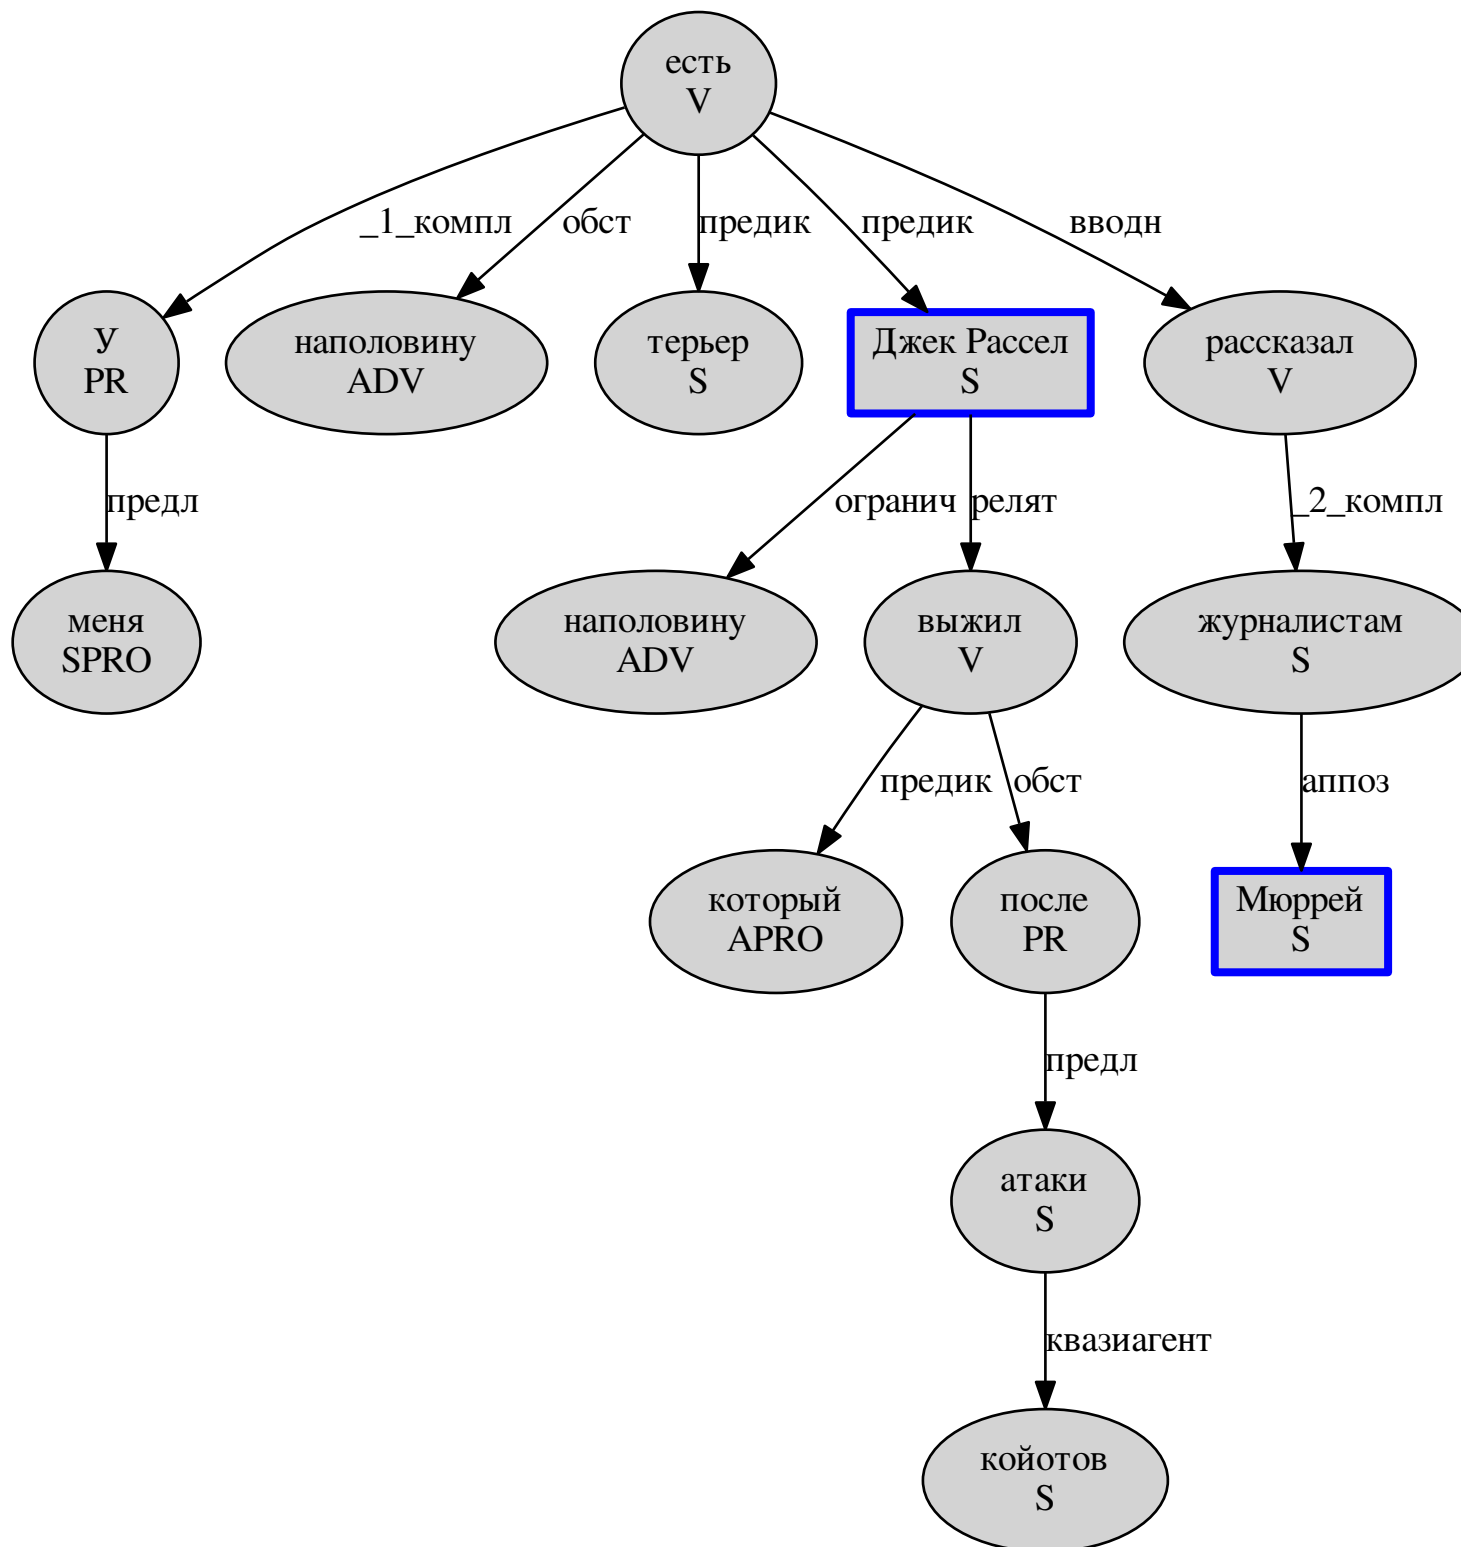 есть
V
_1_компл
обст
предик
предик
вводн
У
PR
наполовину
ADV
терьер
S
Джек Рассел
S
рассказал
V
предл
огранич
релят
_2_компл
меня
SPRO
наполовину
ADV
выжил
V
журналистам
S
предик
обст
аппоз
который
APRO
после
PR
Мюррей
S
предл
атаки
S
квазиагент
койотов
S